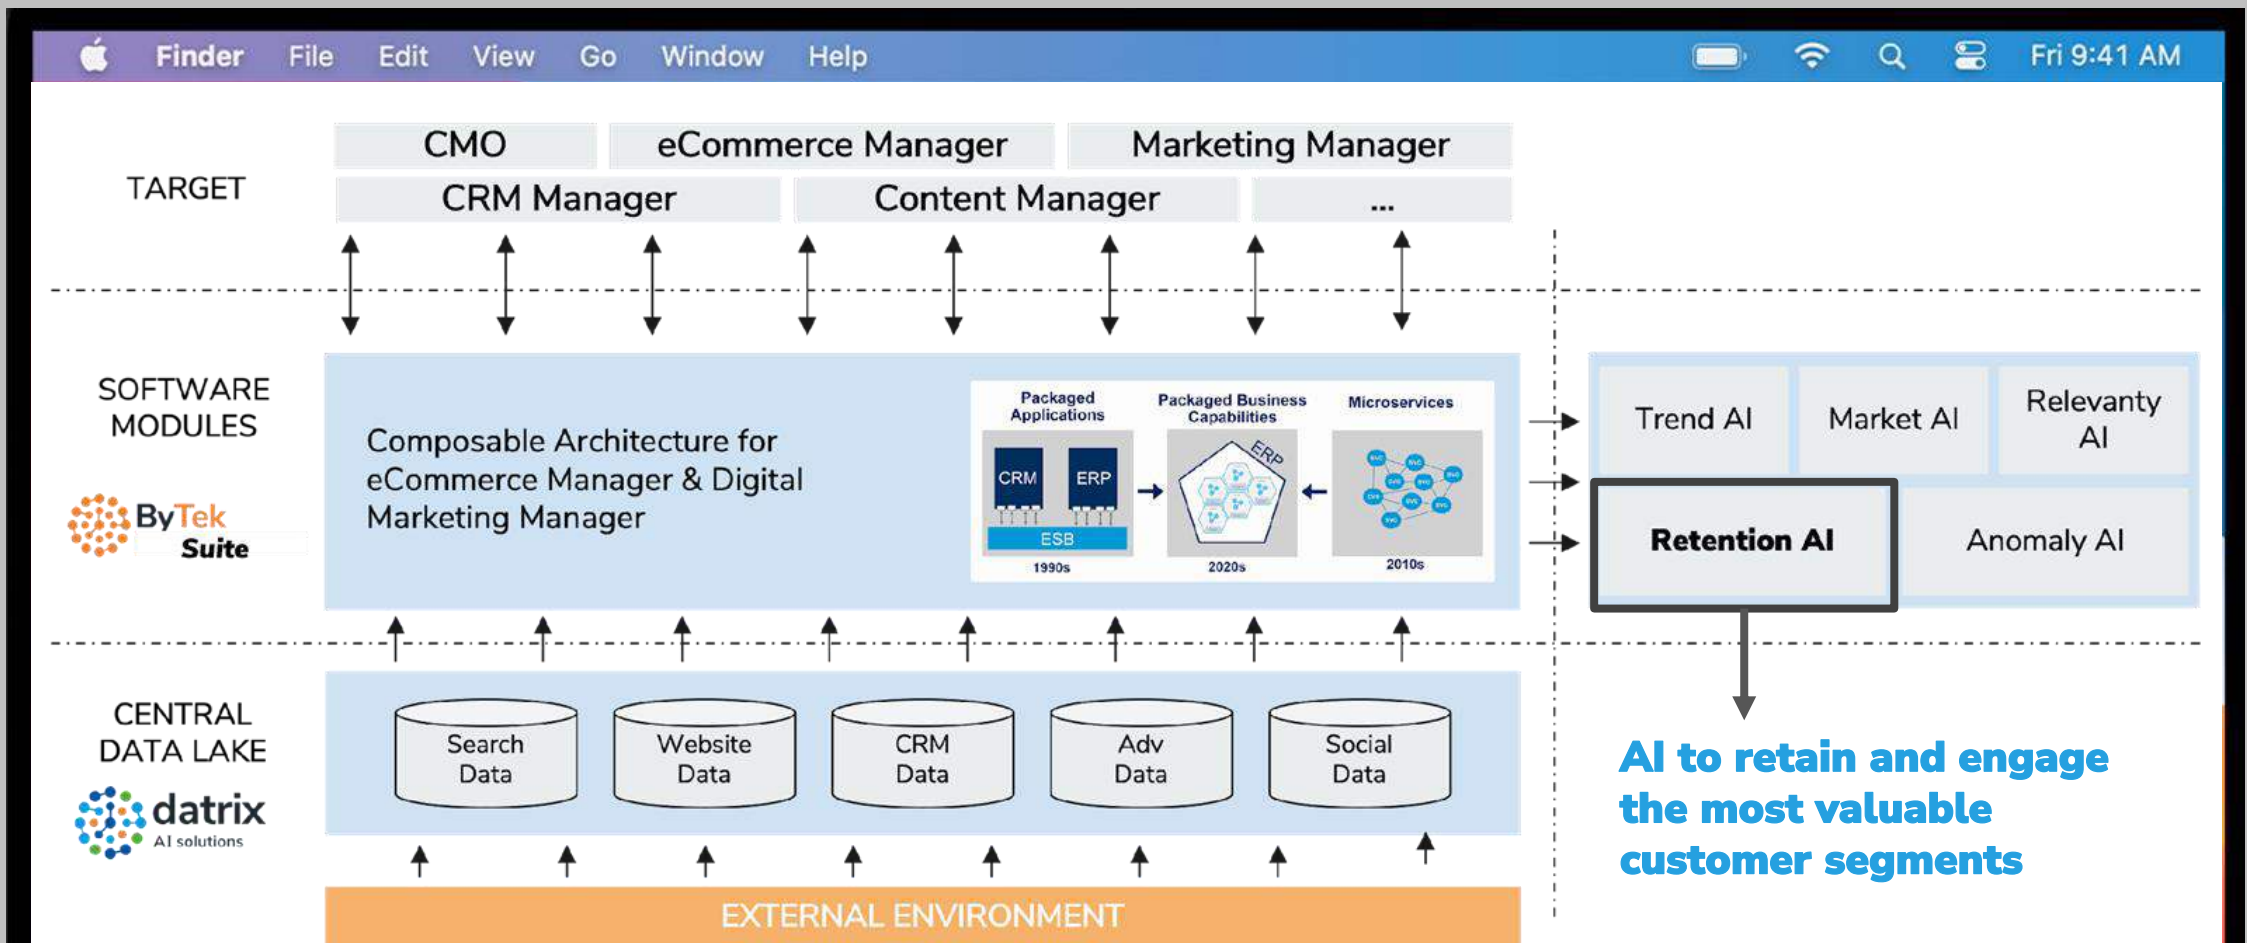 Finder File Edit View Go Window Help Fri 9:41 AM
TARGET
CMO
eCommerce Manager
Marketing Manager
CRM Manager
Content Manager
...
SOFTWARE
MODULES
ByTek
Suite
Composable Architecture for
eCommerce Manager & Digital
Marketing Manager
Packaged
Applications
CRM
ERP
ESB
1990s
Packaged Business
Capabilities
ERP
2020s
Microservices
2010s
Trend AI
Market AI
Relevanty
AI
Retention AI
Anomaly AI
CENTRAL
DATA LAKE
datrix
AI solutions
Search
Data
Website
Data
CRM
Data
Adv
Data
Social
Data
AI to retain and engage
the most valuable
customer segments
EXTERNAL ENVIRONMENT